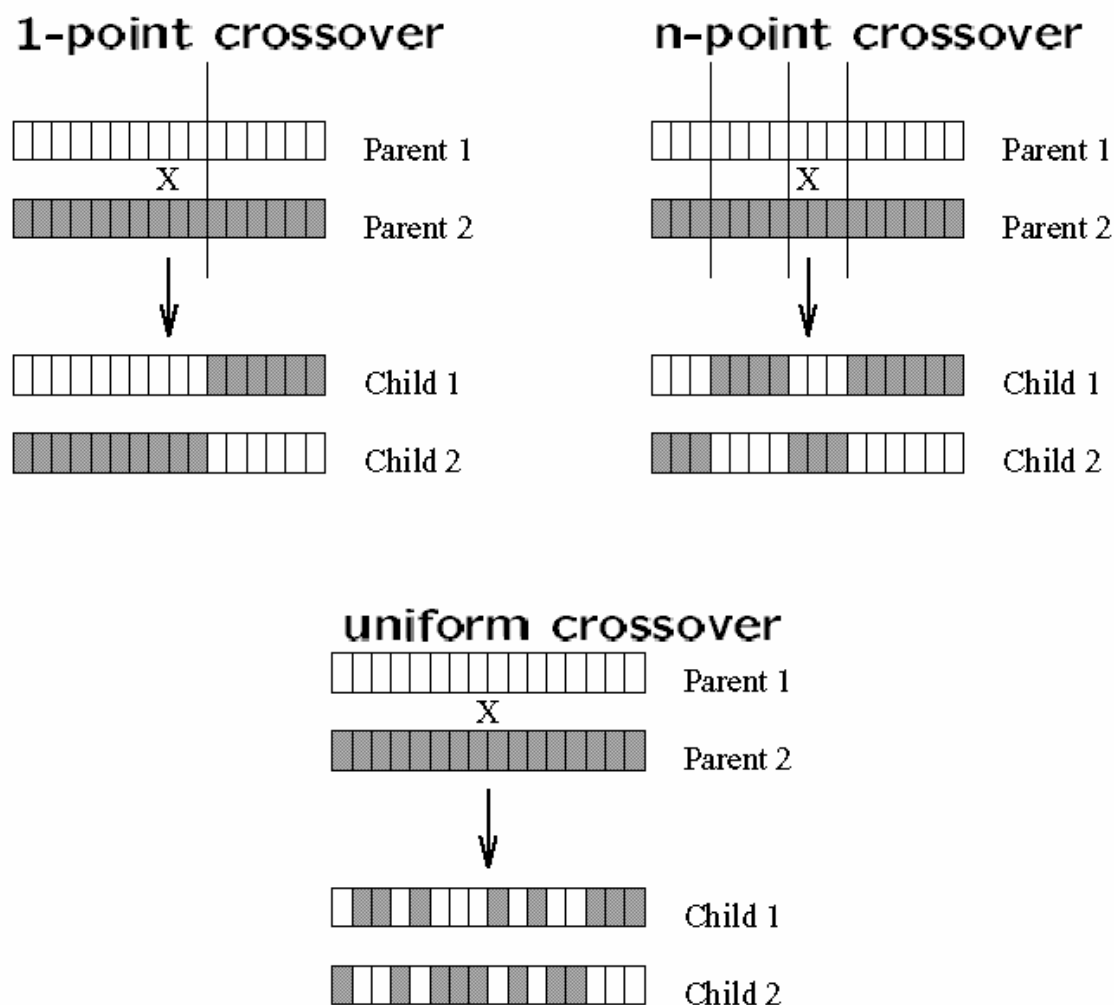 1-point crossover
Parent 1
X
Parent 2
Child 1
Child 2
n-point crossover
Parent 1
X
Parent 2
Child 1
Child 2
uniform crossover
Parent 1
X
Parent 2
Child 1
Child 2